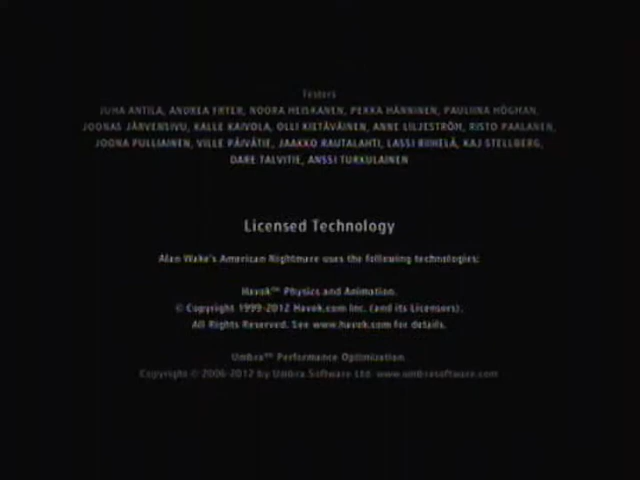 Testers
JUHA ANTILA, ANDREA FRYER, NOORA HEISKANEN, PEKKA HÄNNINEN, PAULIINA HÖGMAN,
JOONAS JÄRVENSIVU, KALLE KAIVOLA, OLLI KIETÄVÄINEN, ANNE LILJESTRÖM, RISTO PAALANEN,
JOONA PULLIAINEN, VILLE PÄIVÄTIE, JAAKKO RAUTALAHTI, LASSI RIIHELÄ, KAJ STELLBERG,
DARE TALVITIE, ANSSI TURKULAINEN
Licensed Technology
Alan Wake's American Nightmare uses the following technologies:
Havok™ Physics and Animation.
© Copyright 1999-2012 Havok.com Inc. (and its Licensors).
All Rights Reserved. See www.havok.com for details.
Umbra™ Performance Optimization
Copyright © 2006-2012 by Umbra Software Ltd. www.umbrasoftware.com